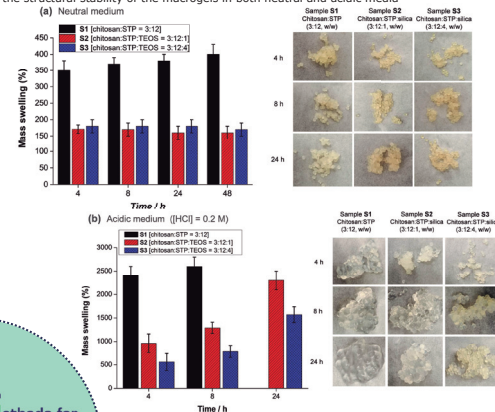 the structural stability of the macrogels in both neutral and acidic media
(a) Neutral medium
S1 [chitosan:STP = 3:12]
S2 [chitosan:STP:TEOS = 3:12:1]
S3 [chitosan:STP:TEOS = 3:12:4]
Mass swelling (%)
450
400
350
300
250
200
150
100
50
0
4 8 24 48
Time / h
Sample S1
Chitosan:STP
(3:12, w/w)
Sample S2
Chitosan:STP:silica
(3:12:1, w/w)
Sample S3
Chitosan:STP:silica
(3:12:4, w/w)
4 h
8 h
24 h
(b) Acidic medium ([HCl] = 0.2 M)
S1 [chitosan:STP = 3:12]
S2 [chitosan:STP:TEOS = 3:12:1]
S3 [chitosan:STP:TEOS = 3:12:4]
Mass swelling (%)
3000
2500
2000
1500
1000
500
0
4 8 24
Time / h
Sample S1
Chitosan:STP
(3:12, w/w)
Sample S2
Chitosan:STP:silica
(3:12:1, w/w)
Sample S3
Chitosan:STP:silica
(3:12:4, w/w)
4 h
8 h
24 h